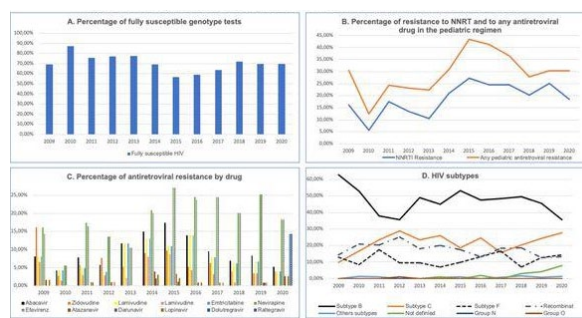 A. Percentage of fully susceptible genotype tests
100,00%
90,00%
80,00%
70,00%
60,00%
50,00%
40,00%
30,00%
20,00%
10,00%
0,00%
2009 2010 2011 2012 2013 2014 2015 2016 2017 2018 2019 2020
Fully susceptible HIV
B. Percentage of resistance to NNRT and to any antiretroviral
drug in the pediatric regimen
45,00%
40,00%
35,00%
30,00%
25,00%
20,00%
15,00%
10,00%
5,00%
0,00%
2009 2010 2011 2012 2013 2014 2015 2016 2017 2018 2019 2020
NNRTI Resistance Any pediatric antiretroviral resistance
C. Percentage of antiretroviral resistance by drug
25,00%
20,00%
15,00%
10,00%
5,00%
0,00%
2009 2010 2011 2012 2013 2014 2015 2016 2017 2018 2019 2020
Abacavir Zidovudine Lamivudine Lamivudine Emtricitabine Nevirapine
Efavirenz Atazanavir Darunavir Lopinavir Dolutregravir Raltegravir
D. HIV subtypes
60,00%
50,00%
40,00%
30,00%
20,00%
10,00%
0,00%
2009 2010 2011 2012 2013 2014 2015 2016 2017 2018 2019 2020
Subtype B Subtype C Subtype F Recombinat
Others subtypes Not definied Group N Group O